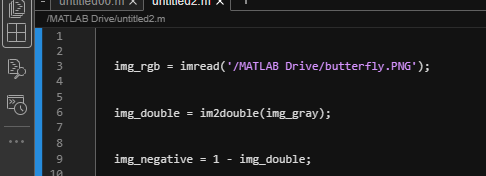 untitled00.m × untitled2.m × +
/MATLAB Drive/untitled2.m
1
2
3 img_rgb = imread('/MATLAB Drive/butterfly.PNG');
4
5
6 img_double = im2double(img_gray);
7
8
9 img_negative = 1 - img_double;
10